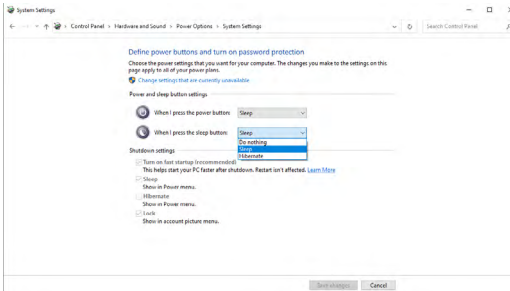 System Settings
Control Panel > Hardware and Sound > Power Options > System Settings
Search Control Panel
Define power buttons and turn on password protection
Choose the power settings that you want for your computer. The changes you make to the settings on this
page apply to all of your power plans.
Change settings that are currently unavailable
Power and sleep button settings
When I press the power button: Sleep
When I press the sleep button: Sleep
Do nothing
Sleep
Hibernate
Shutdown settings
Turn on fast startup (recommended)
This helps start your PC faster after shutdown. Restart isn't affected. Learn More
Sleep
Show in Power menu.
Hibernate
Show in Power menu.
Lock
Show in account picture menu.
Save changes Cancel